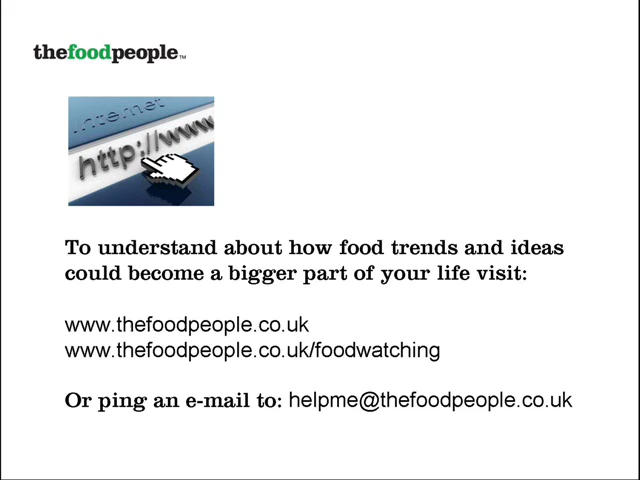 thefoodpeople™
Internet
http://www
To understand about how food trends and ideas
could become a bigger part of your life visit:
www.thefoodpeople.co.uk
www.thefoodpeople.co.uk/foodwatching
Or ping an e-mail to: helpme@thefoodpeople.co.uk